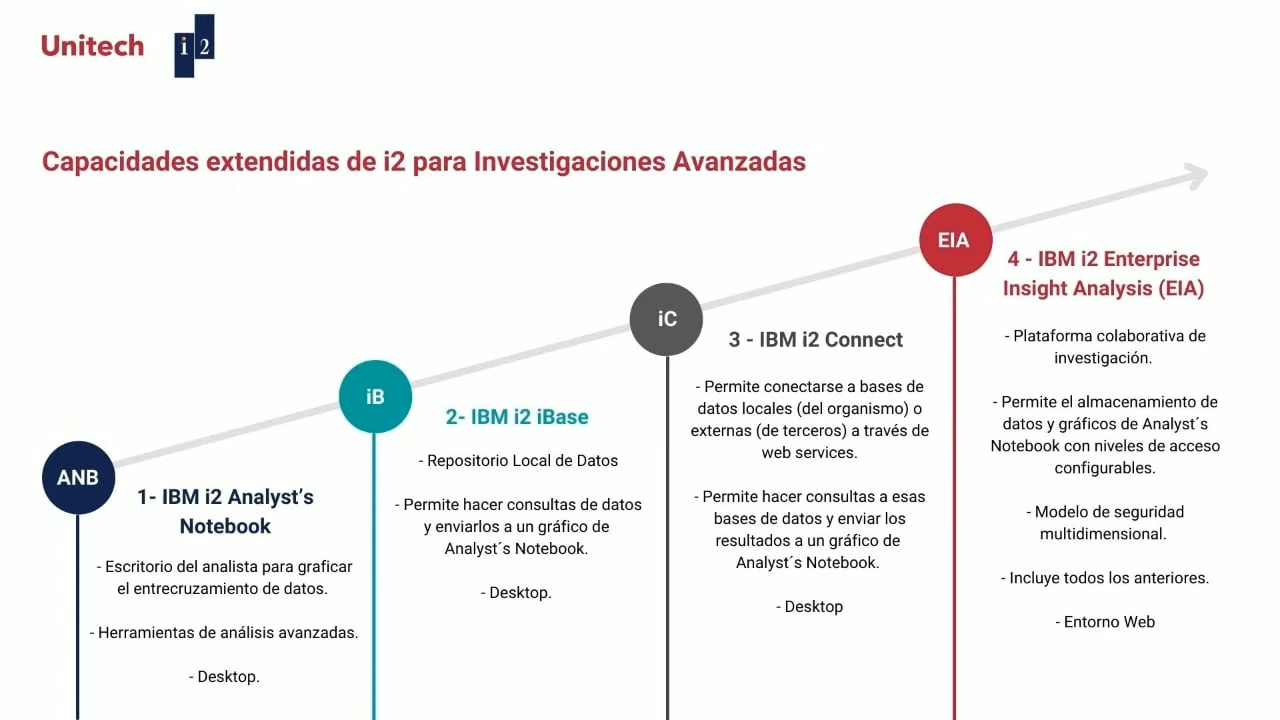 Unitech
i2
Capacidades extendidas de i2 para Investigaciones Avanzadas
ANB
1- IBM i2 Analyst’s
Notebook
- Escritorio del analista para graficar
el entrecruzamiento de datos.
- Herramientas de análisis avanzadas.
- Desktop.
iB
2- IBM i2 iBase
- Repositorio Local de Datos
- Permite hacer consultas de datos
y enviarlos a un gráfico de
Analyst´s Notebook.
- Desktop.
iC
3 - IBM i2 Connect
- Permite conectarse a bases de
datos locales (del organismo) o
externas (de terceros) a través de
web services.
- Permite hacer consultas a esas
bases de datos y enviar los
resultados a un gráfico de
Analyst´s Notebook.
- Desktop
EIA
4 - IBM i2 Enterprise
Insight Analysis (EIA)
- Plataforma colaborativa de
investigación.
- Permite el almacenamiento de
datos y gráficos de Analyst´s
Notebook con niveles de acceso
configurables.
- Modelo de seguridad
multidimensional.
- Incluye todos los anteriores.
- Entorno Web